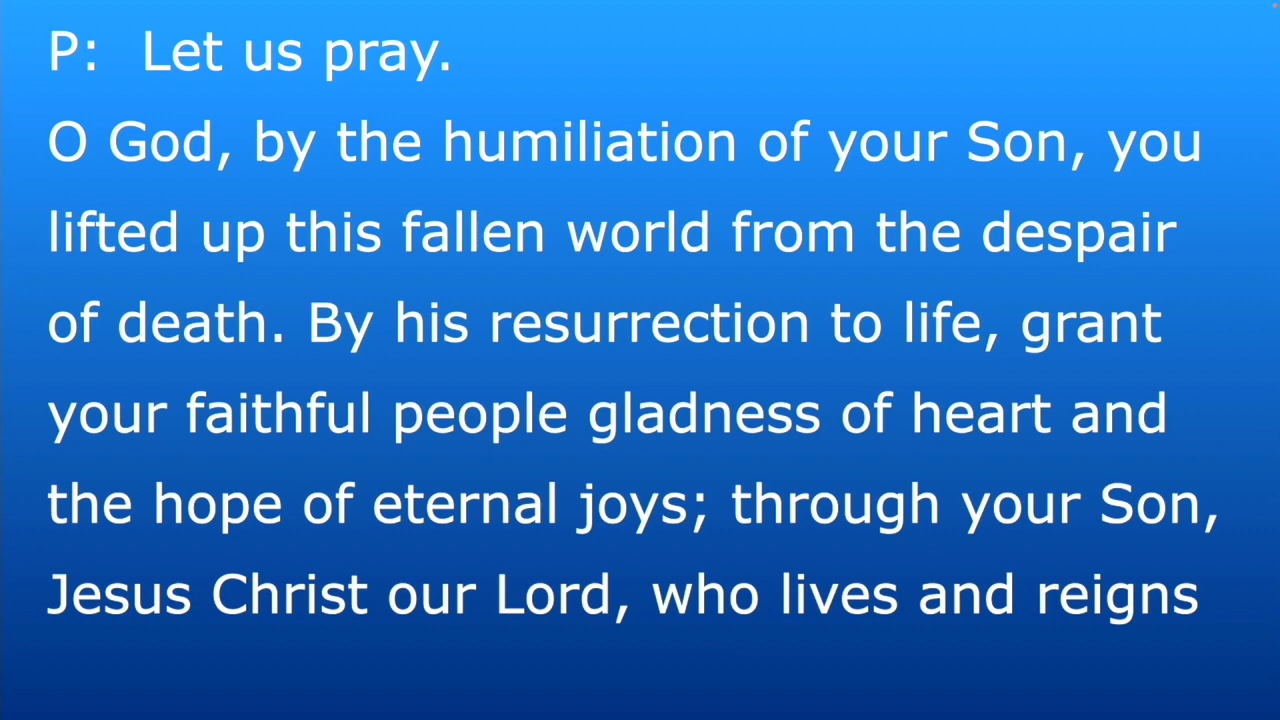 P: Let us pray.
O God, by the humiliation of your Son, you
lifted up this fallen world from the despair
of death. By his resurrection to life, grant
your faithful people gladness of heart and
the hope of eternal joys; through your Son,
Jesus Christ our Lord, who lives and reigns